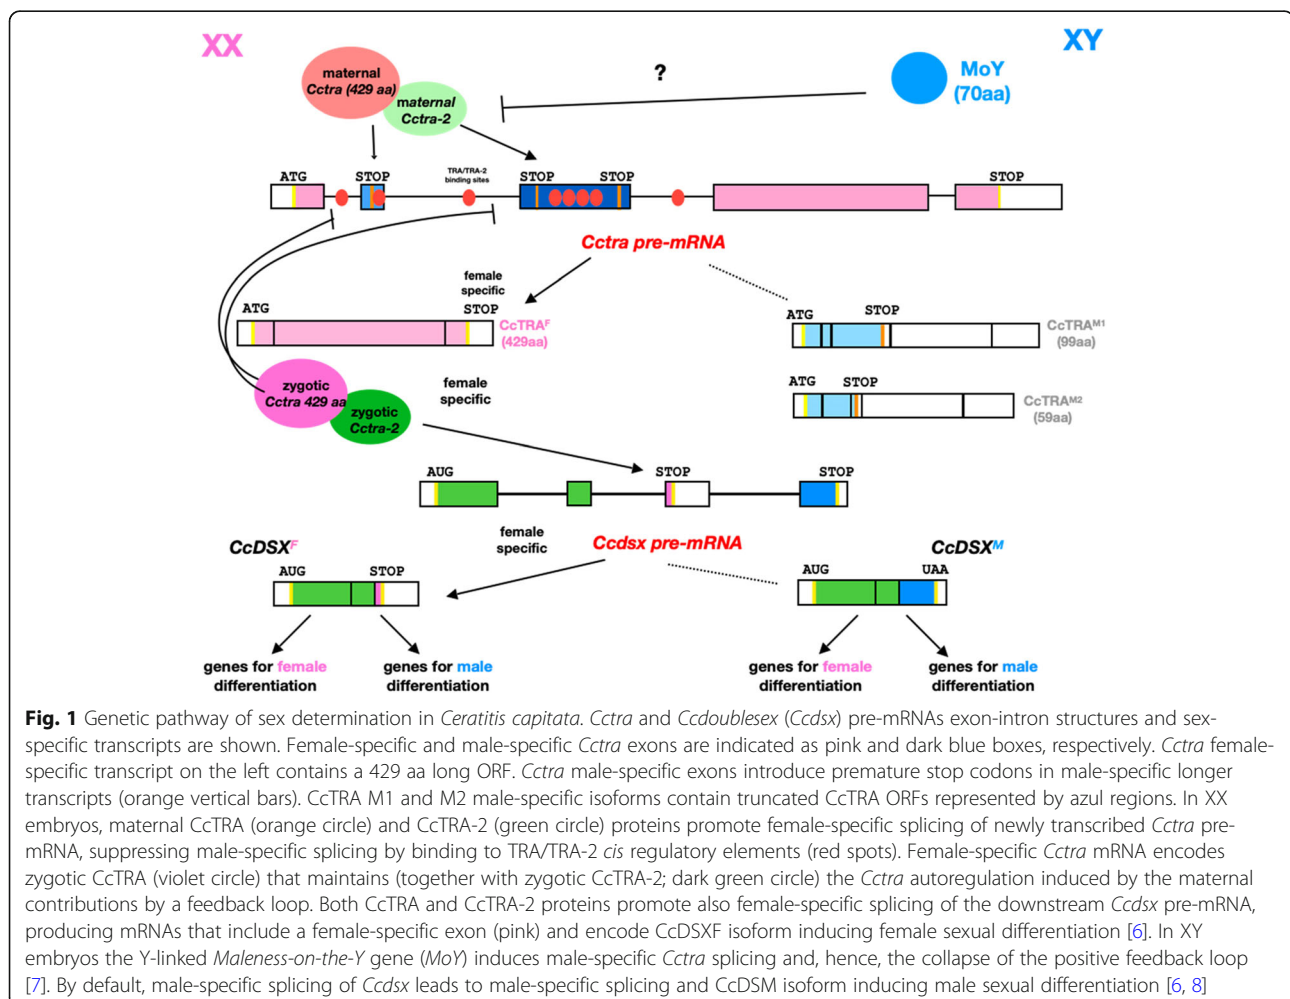 XX
XY
maternal
Cctra (429 aa)
maternal
Cctra-2
?
MoY
(70aa)
ATG
STOP
TRA/TRA-2
binding sites
STOP
STOP
STOP
Cctra pre-mRNA
female
specific
ATG
STOP
CcTRAF
(429aa)
ATG
STOP
CcTRAM1
(99aa)
zygotic
Cctra 429 aa
zygotic
Cctra-2
female
specific
ATG
STOP
CcTRAM2
(59aa)
AUG
STOP
STOP
female
specific
Ccdsx pre-mRNA
CcDSXF
AUG
STOP
CcDSXM
AUG
UAA
genes for female
differentiation
genes for male
differentiation
genes for female
differentiation
genes for male
differentiation
Fig. 1 Genetic pathway of sex determination in Ceratitis capitata. Cctra and Ccdoublesex (Ccdsx) pre-mRNAs exon-intron structures and sex-
specific transcripts are shown. Female-specific and male-specific Cctra exons are indicated as pink and dark blue boxes, respectively. Cctra female-
specific transcript on the left contains a 429 aa long ORF. Cctra male-specific exons introduce premature stop codons in male-specific longer
transcripts (orange vertical bars). CcTRA M1 and M2 male-specific isoforms contain truncated CcTRA ORFs represented by azul regions. In XX
embryos, maternal CcTRA (orange circle) and CcTRA-2 (green circle) proteins promote female-specific splicing of newly transcribed Cctra pre-
mRNA, suppressing male-specific splicing by binding to TRA/TRA-2 cis regulatory elements (red spots). Female-specific Cctra mRNA encodes
zygotic CcTRA (violet circle) that maintains (together with zygotic CcTRA-2; dark green circle) the Cctra autoregulation induced by the maternal
contributions by a feedback loop. Both CcTRA and CcTRA-2 proteins promote also female-specific splicing of the downstream Ccdsx pre-mRNA,
producing mRNAs that include a female-specific exon (pink) and encode CcDSXF isoform inducing female sexual differentiation [6]. In XY
embryos the Y-linked Maleness-on-the-Y gene (MoY) induces male-specific Cctra splicing and, hence, the collapse of the positive feedback loop
[7]. By default, male-specific splicing of Ccdsx leads to male-specific splicing and CcDSM isoform inducing male sexual differentiation [6, 8]